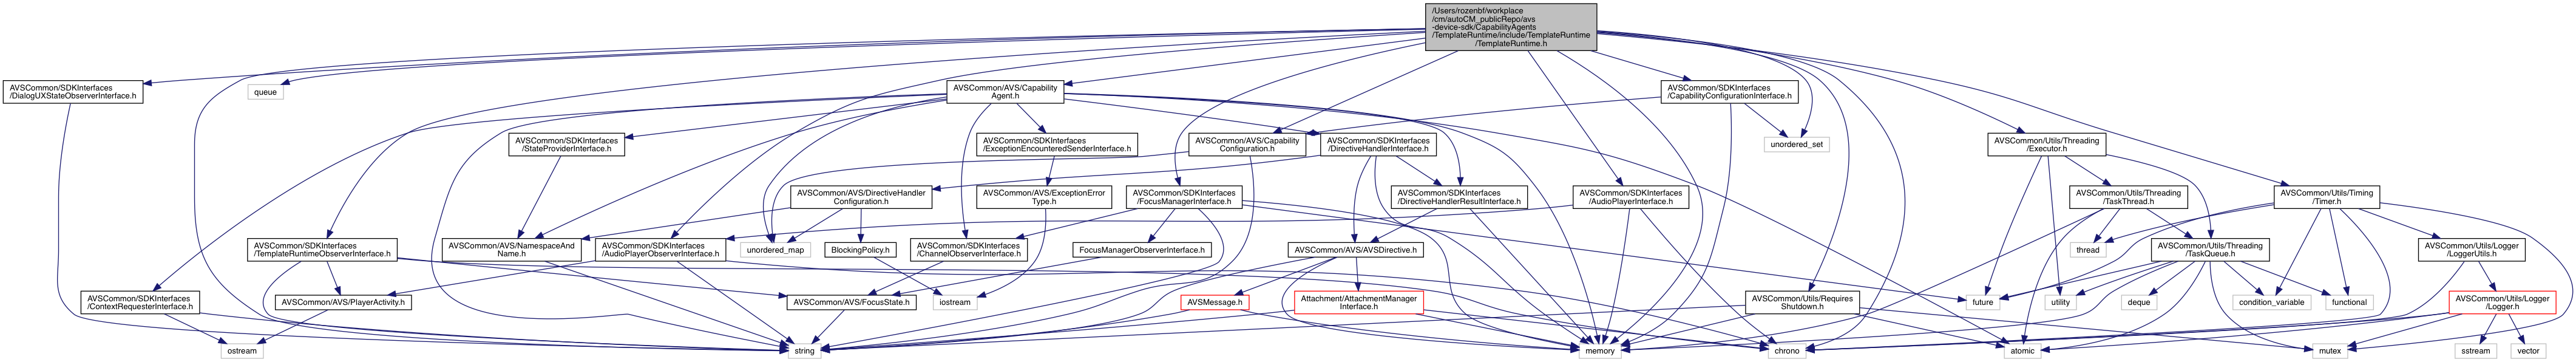 /Users/rozenbf/workplace
/cm/autoCM_publicRepo/avs
-device-sdk/CapabilityAgents
/TemplateRuntime/include/TemplateRuntime
/TemplateRuntime.h
AVSCommon/SDKInterfaces
/DialogUXStateObserverInterface.h
queue
AVSCommon/AVS/Capability
Agent.h
AVSCommon/SDKInterfaces
/CapabilityConfigurationInterface.h
AVSCommon/SDKInterfaces
/StateProviderInterface.h
AVSCommon/SDKInterfaces
/ExceptionEncounteredSenderInterface.h
AVSCommon/AVS/Capability
Configuration.h
AVSCommon/SDKInterfaces
/DirectiveHandlerInterface.h
unordered_set
AVSCommon/Utils/Threading
/Executor.h
AVSCommon/AVS/DirectiveHandler
Configuration.h
AVSCommon/AVS/ExceptionError
Type.h
AVSCommon/SDKInterfaces
/FocusManagerInterface.h
AVSCommon/SDKInterfaces
/DirectiveHandlerResultInterface.h
AVSCommon/SDKInterfaces
/AudioPlayerInterface.h
AVSCommon/Utils/Threading
/TaskThread.h
AVSCommon/Utils/Timing
/Timer.h
AVSCommon/SDKInterfaces
/TemplateRuntimeObserverInterface.h
AVSCommon/AVS/NamespaceAnd
Name.h
AVSCommon/SDKInterfaces
/AudioPlayerObserverInterface.h
unordered_map
BlockingPolicy.h
AVSCommon/SDKInterfaces
/ChannelObserverInterface.h
FocusManagerObserverInterface.h
AVSCommon/AVS/AVSDirective.h
thread
AVSCommon/Utils/Threading
/TaskQueue.h
AVSCommon/Utils/Logger
/LoggerUtils.h
AVSCommon/SDKInterfaces
/ContextRequesterInterface.h
AVSCommon/AVS/PlayerActivity.h
AVSCommon/AVS/FocusState.h
iostream
AVSMessage.h
Attachment/AttachmentManager
Interface.h
AVSCommon/Utils/Requires
Shutdown.h
future
utility
deque
condition_variable
functional
AVSCommon/Utils/Logger
/Logger.h
ostream
string
memory
chrono
atomic
mutex
sstream
vector